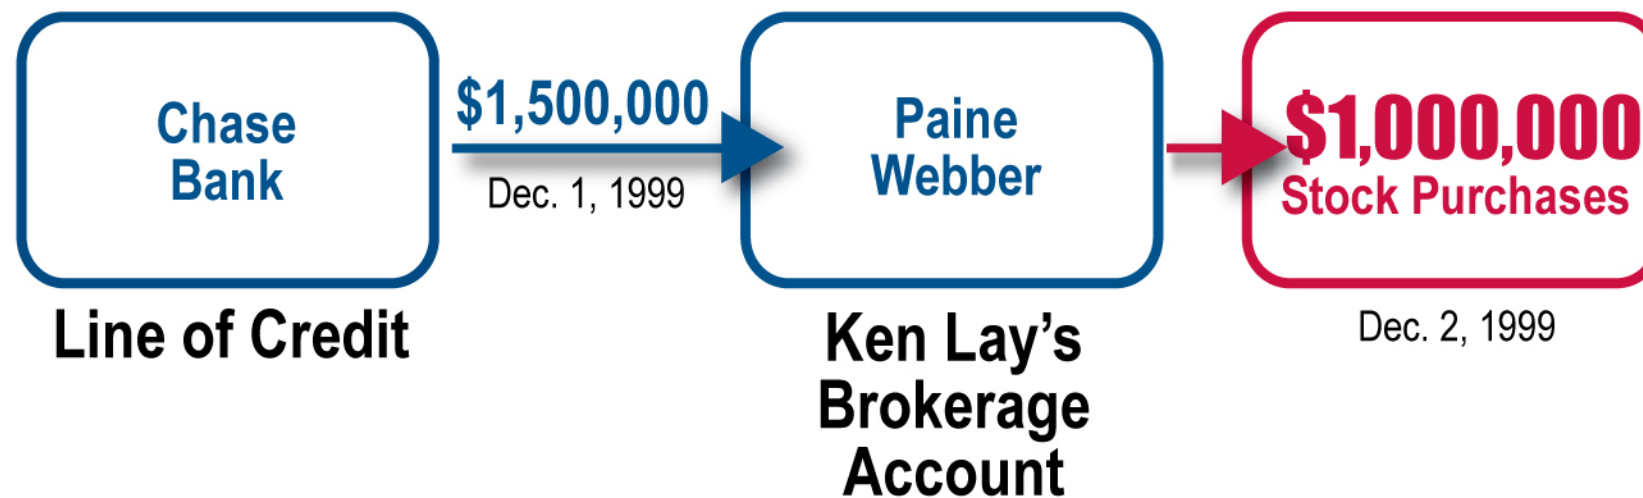 Chase
Bank
$1,500,000
Dec. 1, 1999
Paine
Webber
$1,000,000
Stock Purchases
Line of Credit
Ken Lay’s
Brokerage
Account
Dec. 2, 1999